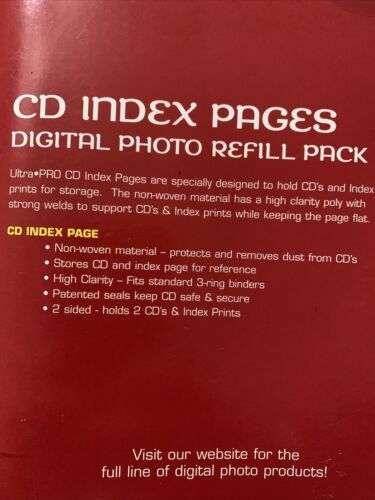 CD INDEX PAGES
DIGITAL PHOTO REFILL PACK
Ultra•PRO CD Index Pages are specially designed to hold CD's and Index
prints for storage. The non-woven material has a high clarity poly with
strong welds to support CD's & Index prints while keeping the page flat.
CD INDEX PAGE
• Non-woven material – protects and removes dust from CD's
• Stores CD and index page for reference
• High Clarity – Fits standard 3-ring binders
• Patented seals keep CD safe & secure
• 2 sided - holds 2 CD's & Index Prints
Visit our website for the
full line of digital photo products!